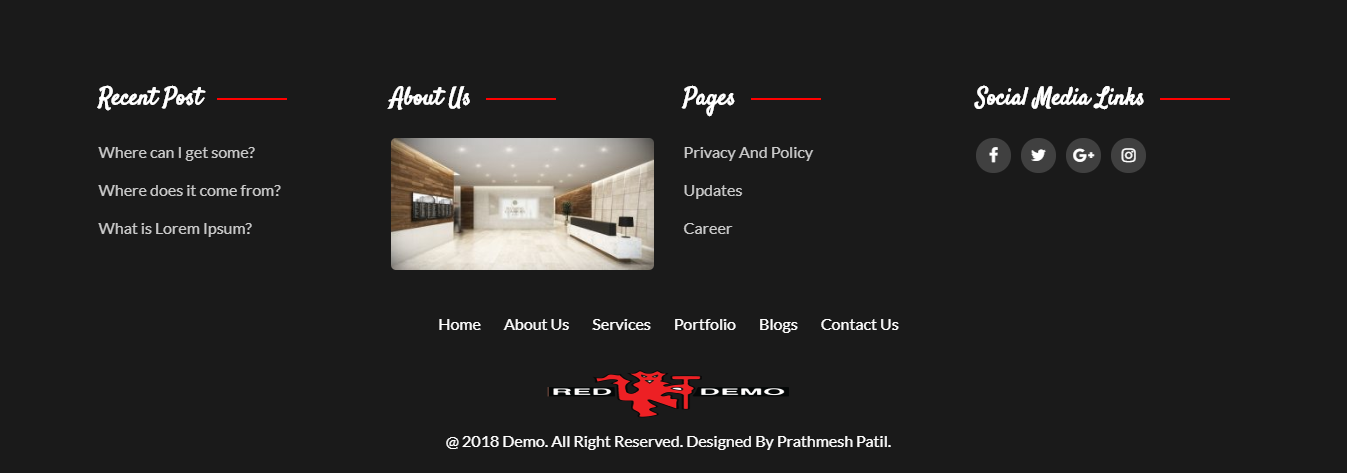 Recent Post
Where can I get some?
Where does it come from?
What is Lorem Ipsum?
About Us
Pages
Privacy And Policy
Updates
Career
Social Media Links
Home About Us Services Portfolio Blogs Contact Us
RED DEMO
@ 2018 Demo. All Right Reserved. Designed By Prathmesh Patil.